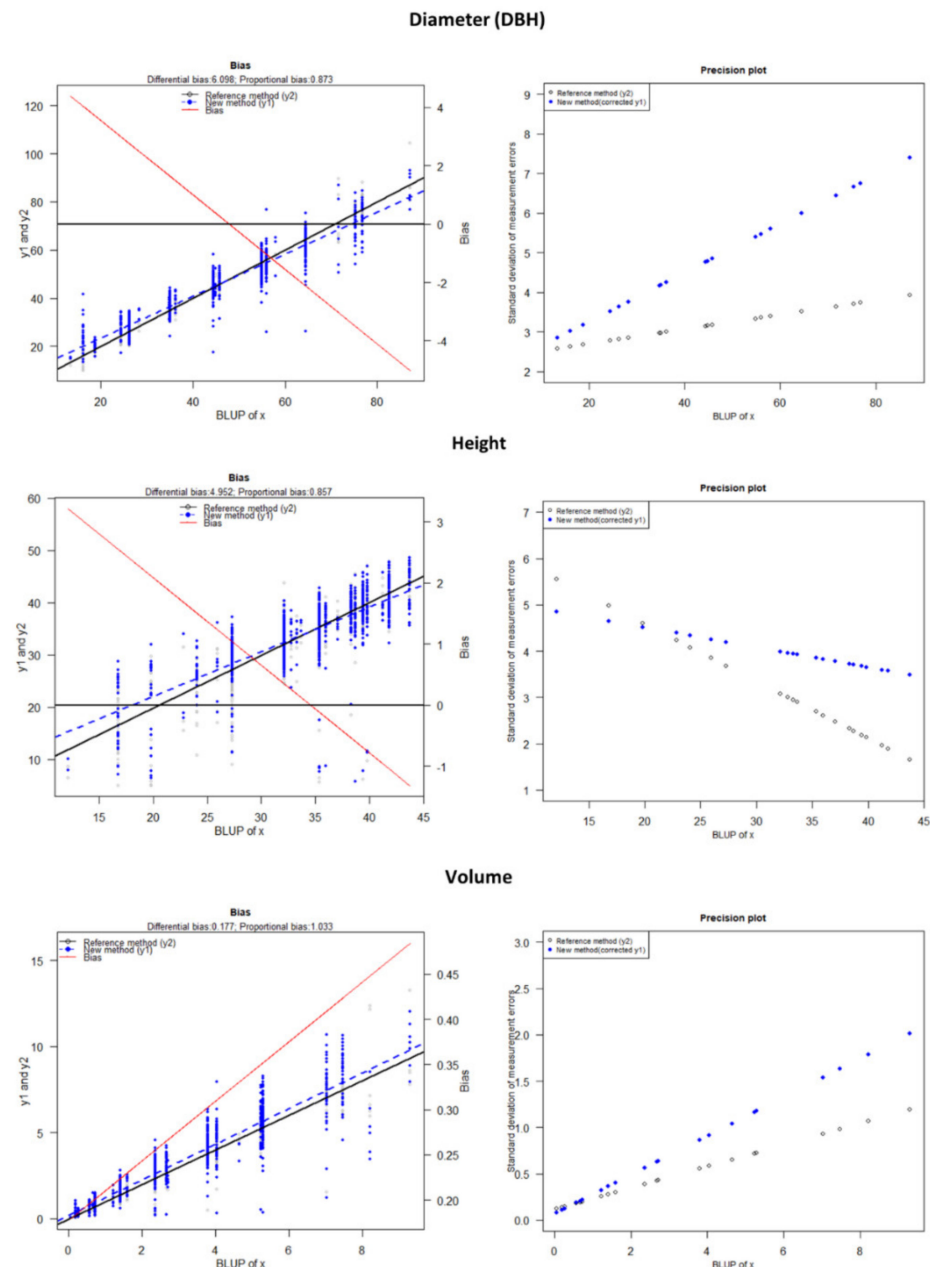 Diameter (DBH)
Bias
Differential bias:6.098; Proportional bias:0.873
Reference method (y2)
New method (y1)
Bias
120
100
80
60
40
20
y1 and y2
4
2
0
-2
-4
Bias
20
40
60
80
BLUP of x
Precision plot
Reference method (y2)
New method(corrected y1)
9
8
7
6
5
4
3
2
Standard deviation of measurement errors
20
40
60
80
BLUP of x
Height
Bias
Differential bias:4.952; Proportional bias:0.857
Reference method (y2)
New method (y1)
Bias
60
50
40
30
20
10
y1 and y2
3
2
1
0
-1
Bias
15
20
25
30
35
40
45
BLUP of x
Precision plot
Reference method (y2)
New method(corrected y1)
7
6
5
4
3
2
1
Standard deviation of measurement errors
15
20
25
30
35
40
45
BLUP of x
Volume
Bias
Differential bias:0.177; Proportional bias:1.033
Reference method (y2)
New method (y1)
Bias
15
10
5
0
y1 and y2
0.45
0.40
0.35
0.30
0.25
0.20
Bias
0
2
4
6
8
BLUP of x
Precision plot
Reference method (y2)
New method(corrected y1)
3.0
2.5
2.0
1.5
1.0
0.5
0.0
Standard deviation of measurement errors
0
2
4
6
8
BLUP of x